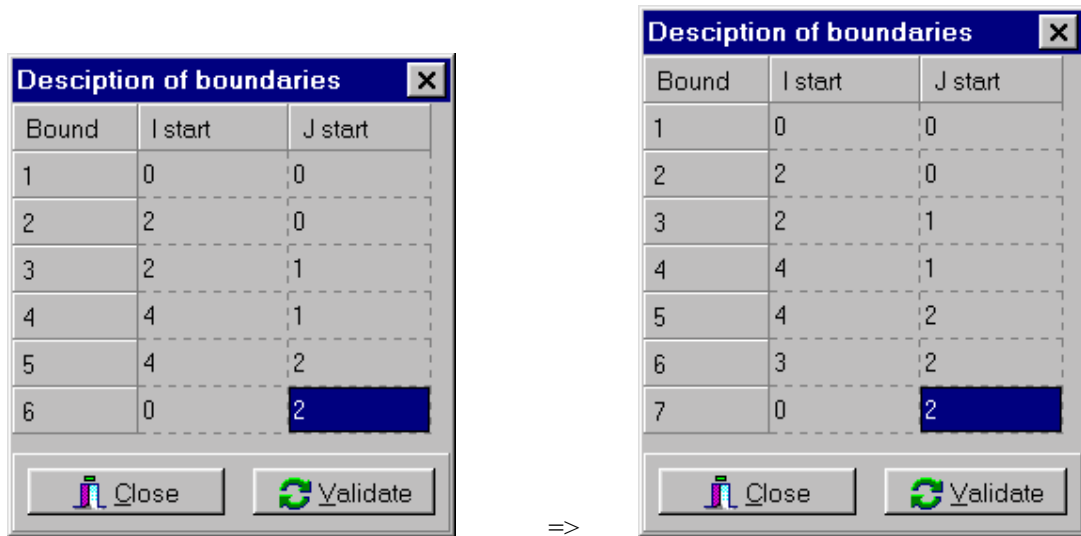 Desciption of boundaries
Bound I start J start
1 0 0
2 2 0
3 2 1
4 4 1
5 4 2
6 0 2
Close Validate
=>
Desciption of boundaries
Bound I start J start
1 0 0
2 2 0
3 2 1
4 4 1
5 4 2
6 3 2
7 0 2
Close Validate